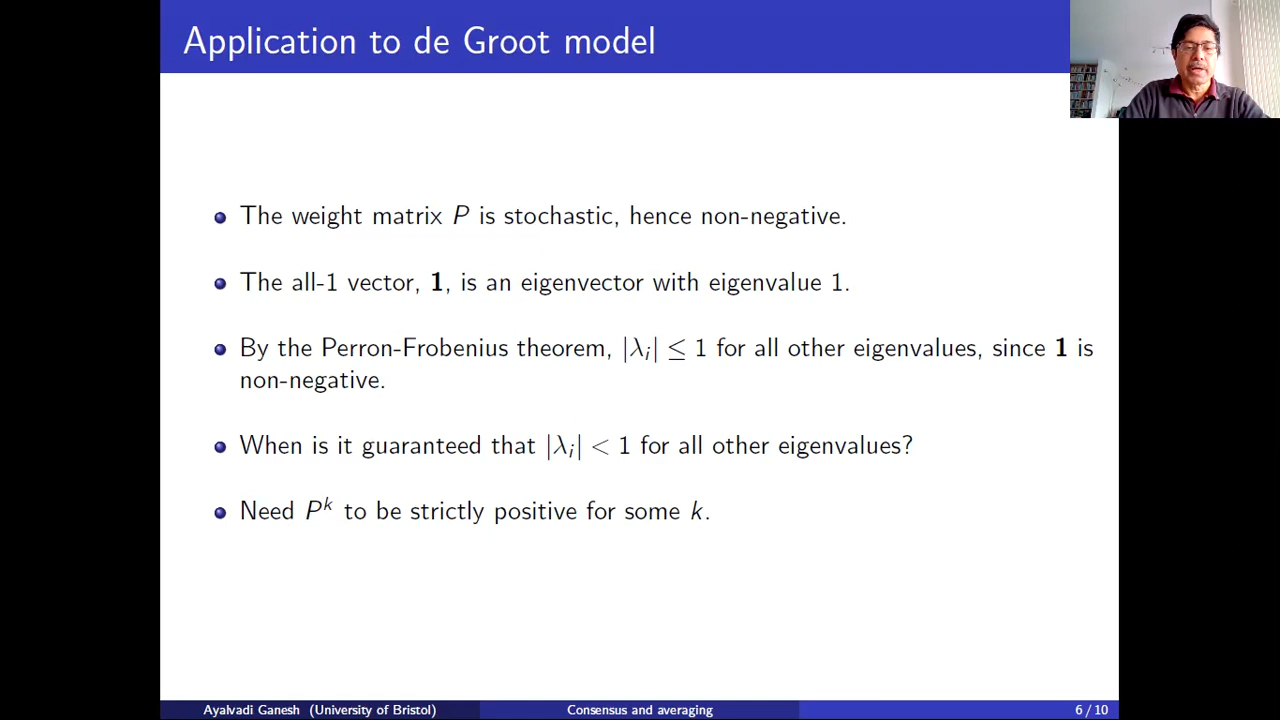 Application to de Groot model
The weight matrix P is stochastic, hence non-negative.
The all-1 vector, 1, is an eigenvector with eigenvalue 1.
By the Perron-Frobenius theorem, |λᵢ| ≤ 1 for all other eigenvalues, since 1 is
non-negative.
When is it guaranteed that |λᵢ| < 1 for all other eigenvalues?
Need Pᵏ to be strictly positive for some k.
Ayalvadi Ganesh (University of Bristol)
Consensus and averaging
6 / 10